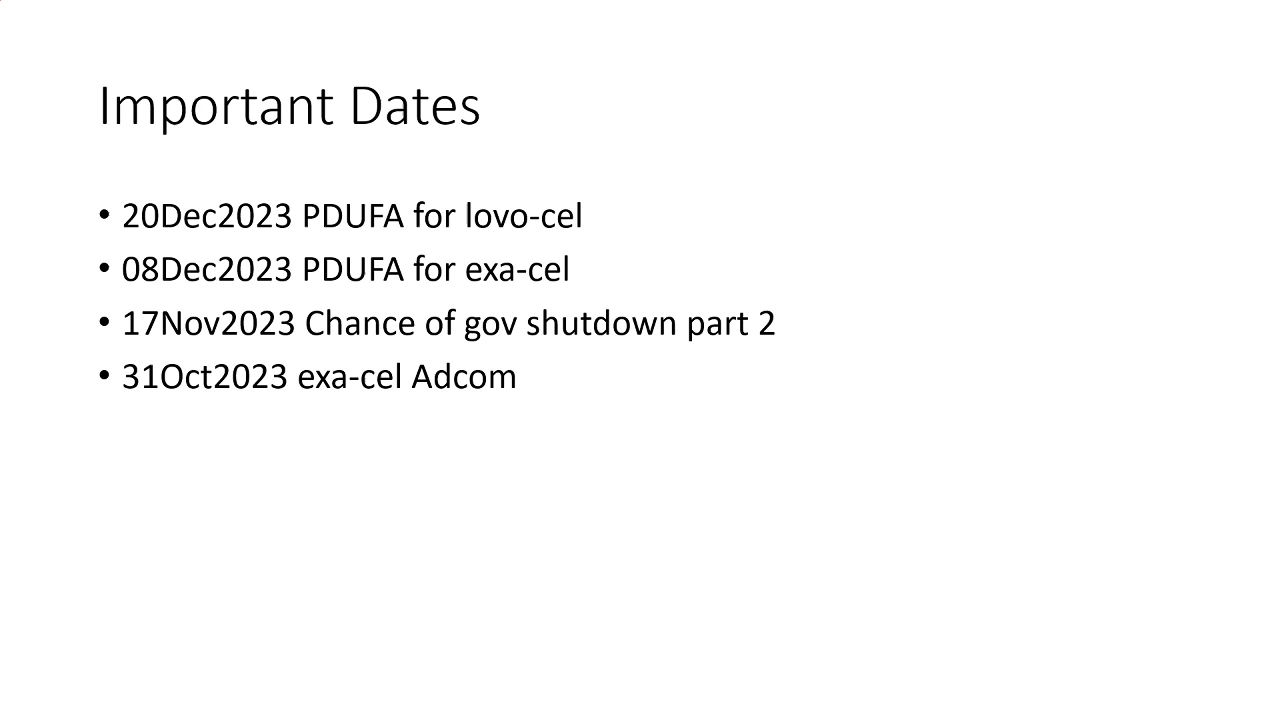 Important Dates
• 20Dec2023 PDUFA for lovo-cel
• 08Dec2023 PDUFA for exa-cel
• 17Nov2023 Chance of gov shutdown part 2
• 31Oct2023 exa-cel Adcom